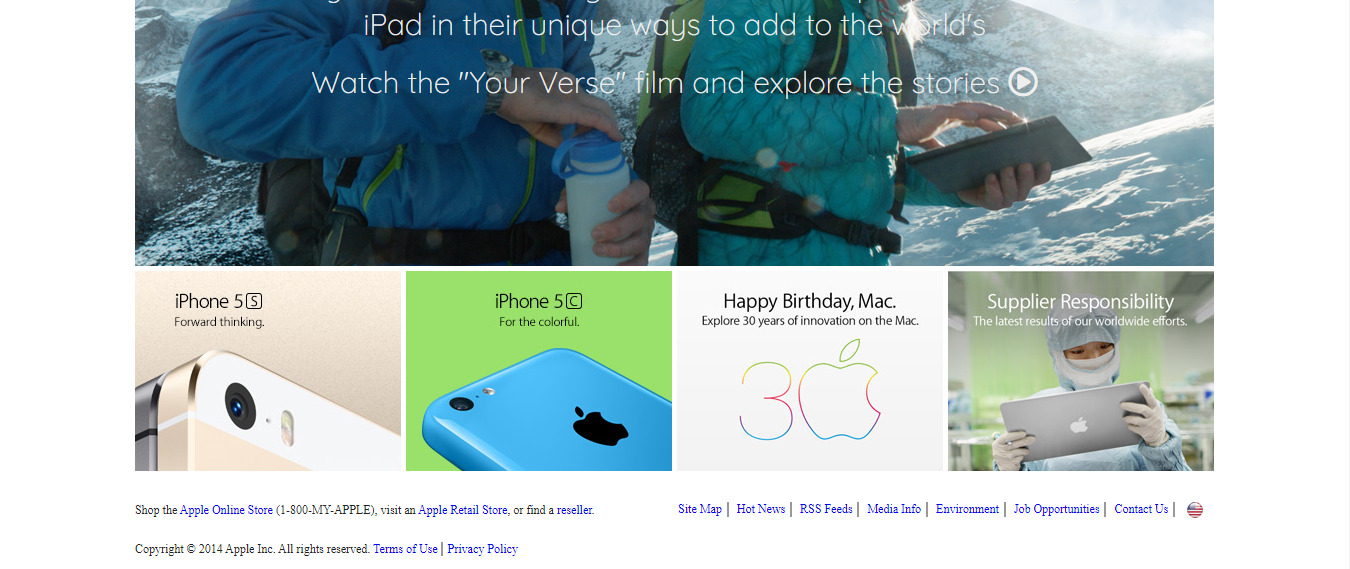 iPad in their unique ways to add to the world's
Watch the "Your Verse" film and explore the stories
iPhone 5S
Forward thinking.
iPhone 5C
For the colorful.
Happy Birthday, Mac.
Explore 30 years of innovation on the Mac.
30
Supplier Responsibility
The latest results of our worldwide efforts.
Shop the Apple Online Store (1-800-MY-APPLE), visit an Apple Retail Store, or find a reseller.
Site Map | Hot News | RSS Feeds | Media Info | Environment | Job Opportunities | Contact Us |
Copyright © 2014 Apple Inc. All rights reserved. Terms of Use | Privacy Policy